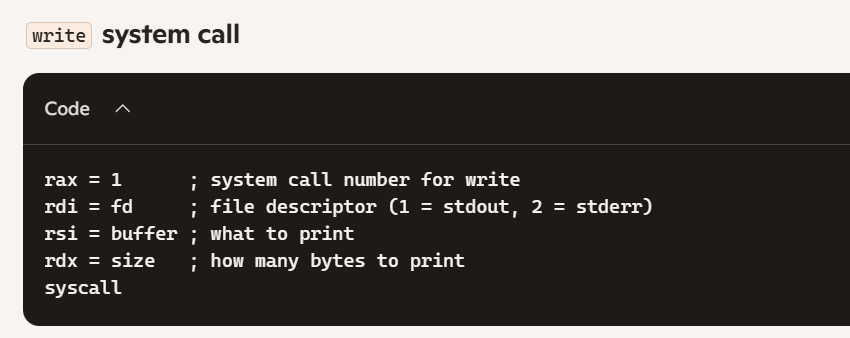 write system call
Code
rax = 1      ; system call number for write
rdi = fd     ; file descriptor (1 = stdout, 2 = stderr)
rsi = buffer ; what to print
rdx = size   ; how many bytes to print
syscall